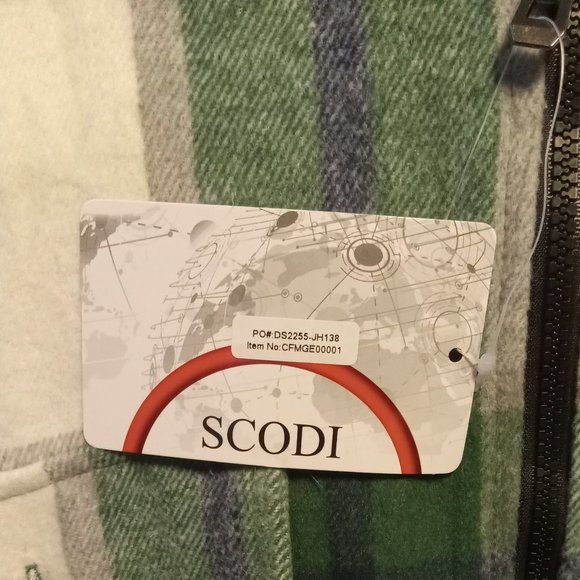 PO#:DS2255-JH138
Item No:CFMGE00001
SCODI